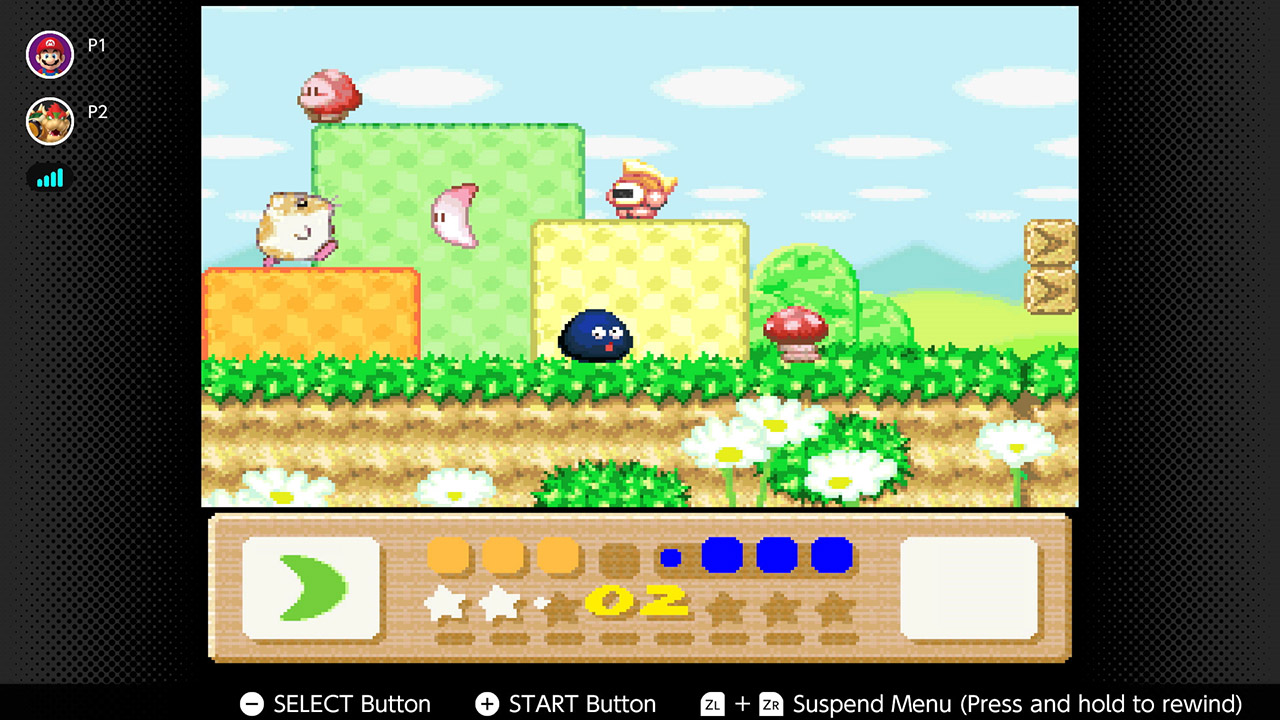 P1
P2
02
SELECT Button
START Button
ZL + ZR Suspend Menu (Press and hold to rewind)